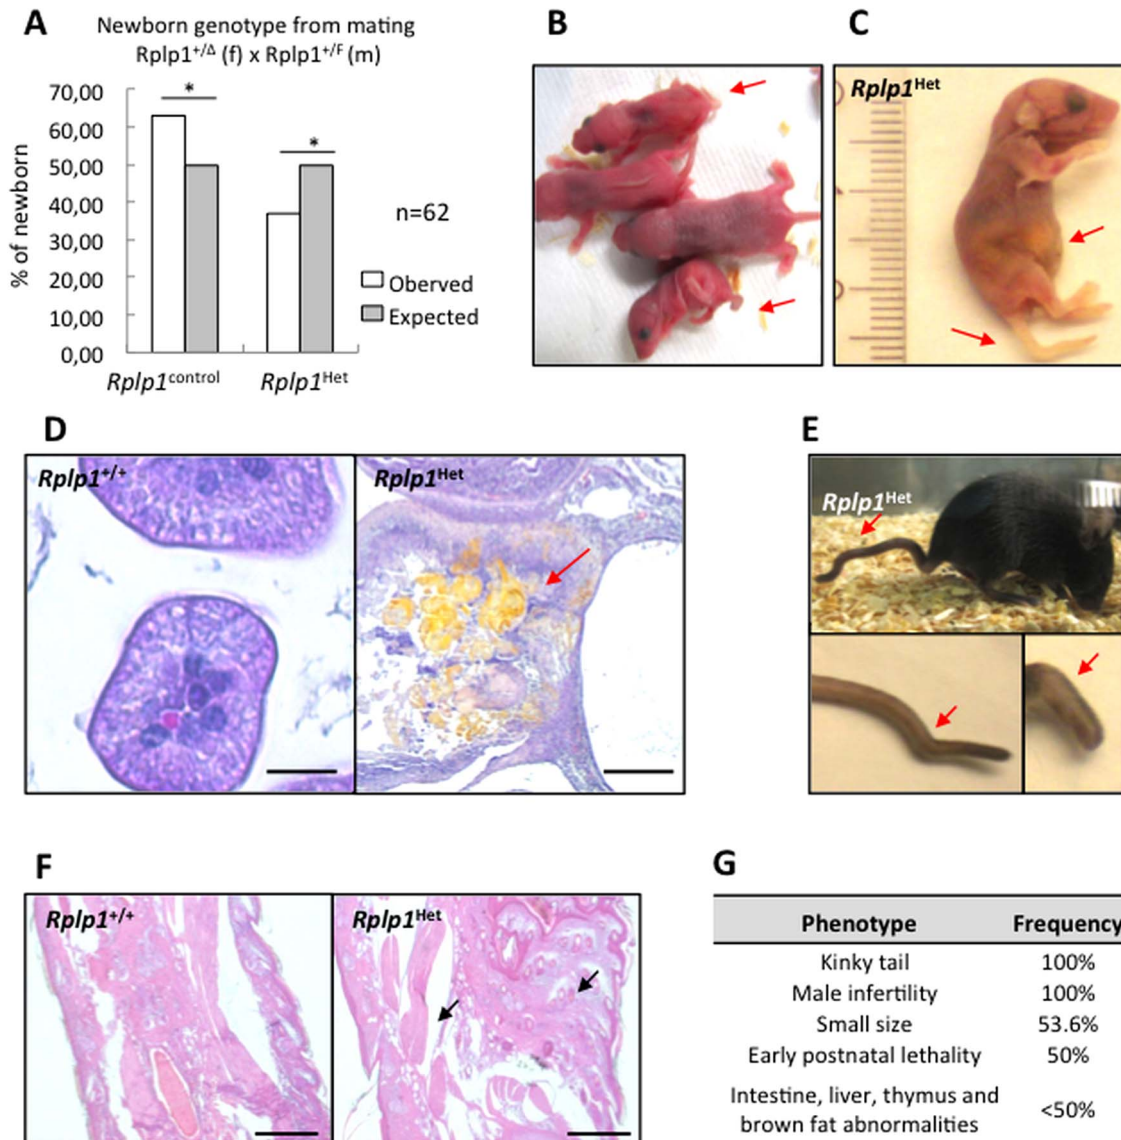 A
Newborn genotype from mating
Rplp1+/Δ (f) x Rplp1+/F (m)
% of newborn
70,00
60,00
50,00
40,00
30,00
20,00
10,00
0,00
*
*
n=62
Oberved
Expected
Rplp1control
Rplp1Het
B
C
Rplp1Het
D
Rplp1+/+
Rplp1Het
E
Rplp1Het
F
Rplp1+/+
Rplp1Het
G
Phenotype Frequency
Kinky tail 100%
Male infertility 100%
Small size 53.6%
Early postnatal lethality 50%
Intestine, liver, thymus and
brown fat abnormalities <50%